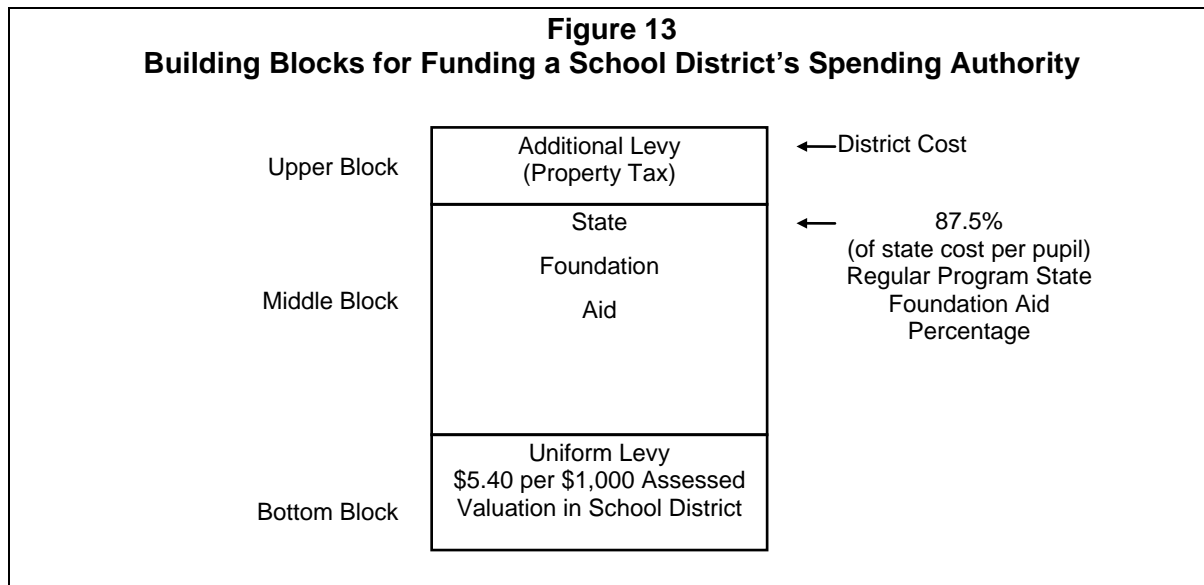 Figure 13
Building Blocks for Funding a School District's Spending Authority
Upper Block
Additional Levy
(Property Tax)
District Cost
Middle Block
State
Foundation
Aid
87.5%
(of state cost per pupil)
Regular Program State
Foundation Aid
Percentage
Bottom Block
Uniform Levy
$5.40 per $1,000 Assessed
Valuation in School District